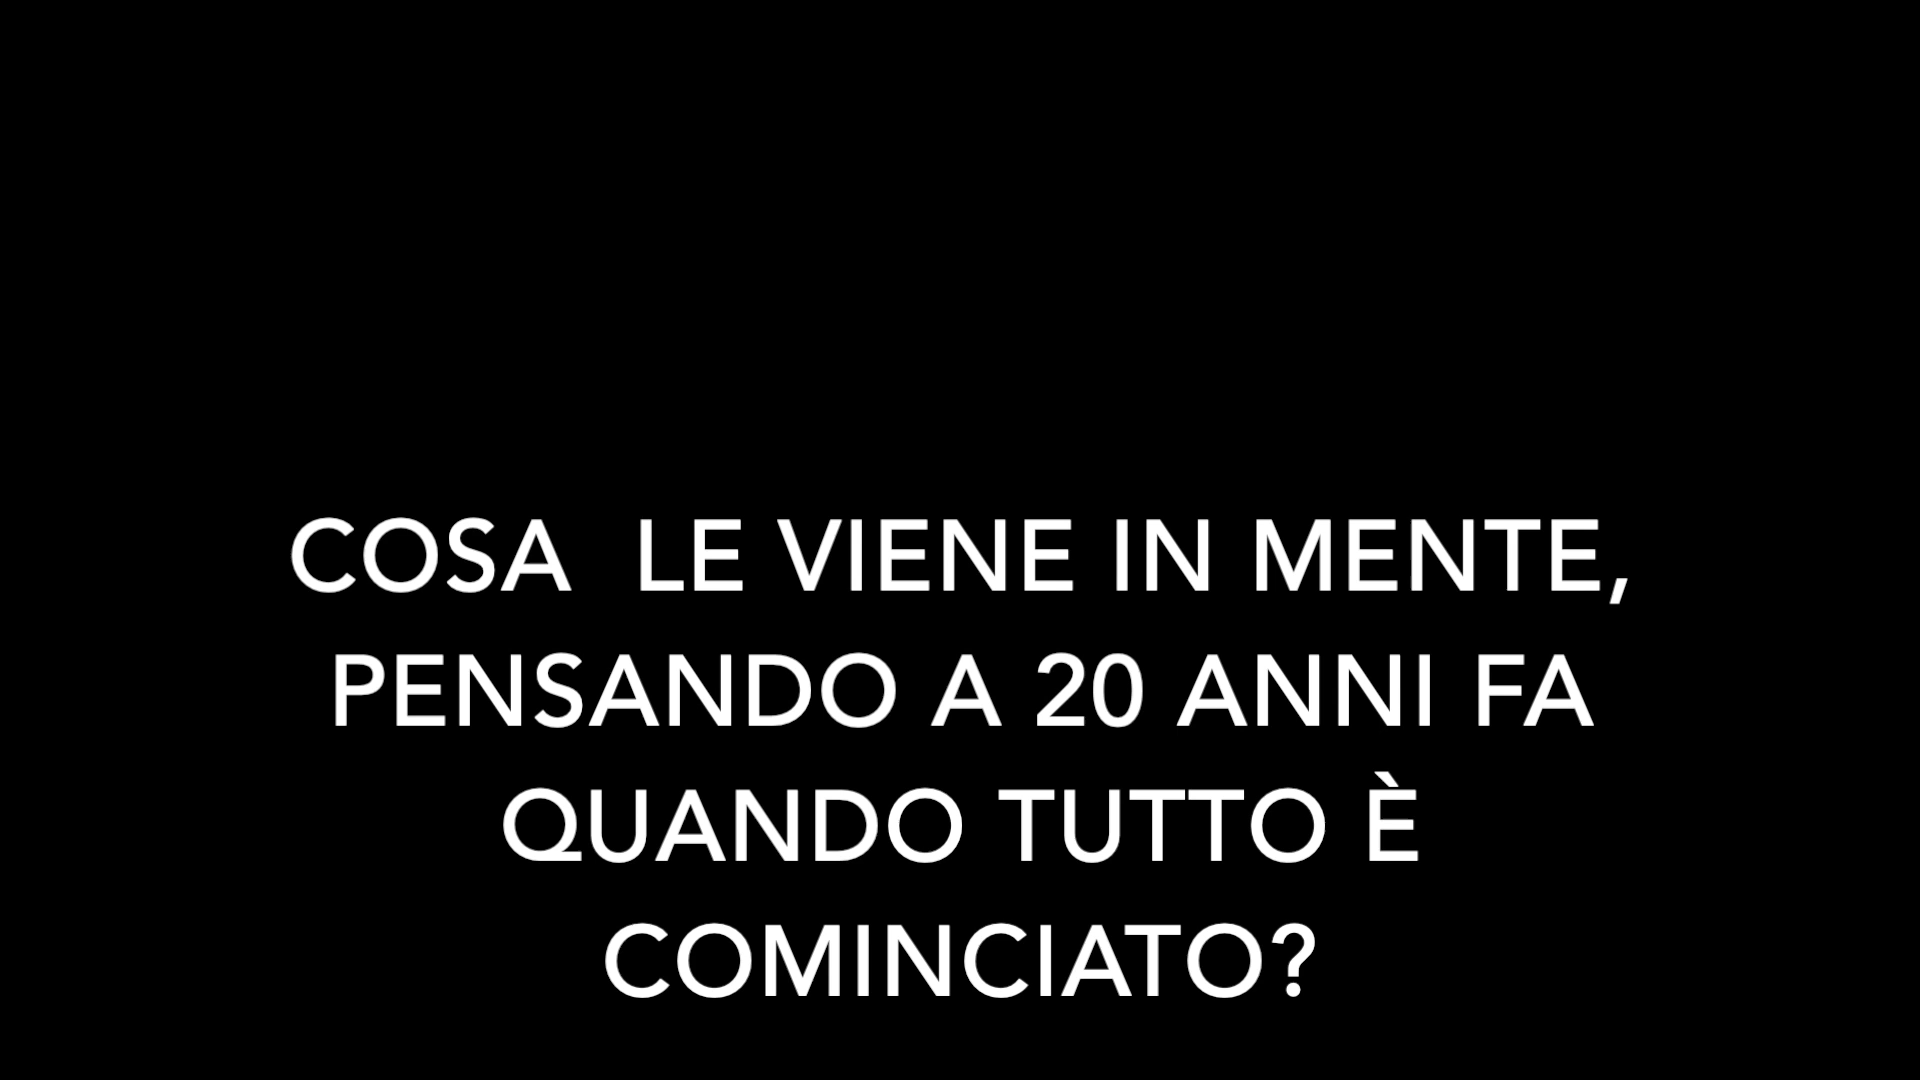 COSA  LE VIENE IN MENTE,
PENSANDO A 20 ANNI FA
QUANDO TUTTO È
COMINCIATO?